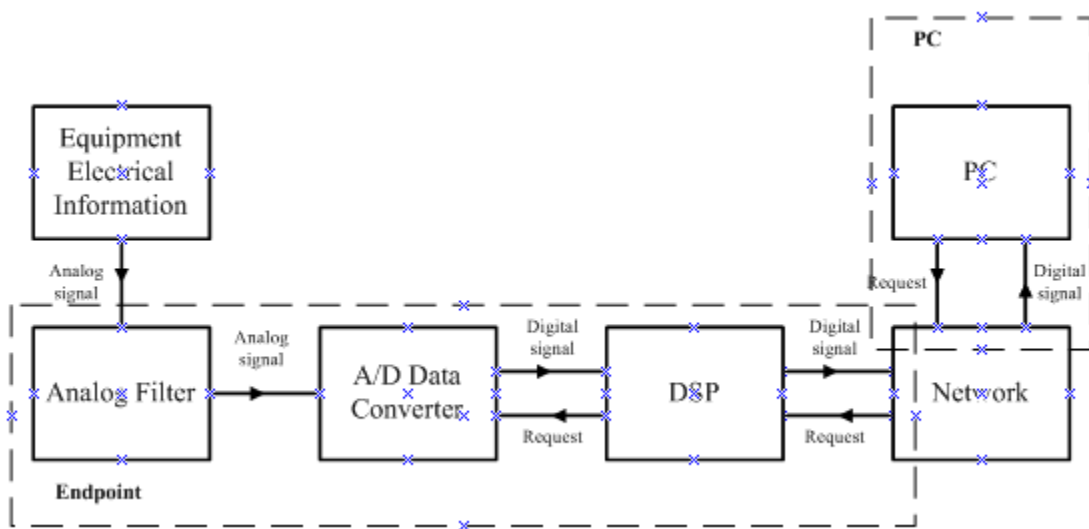 PC
Equipment
Electrical
Information
PC
Analog
signal
Request
Digital
signal
Analog Filter
Analog
signal
A/D Data
Converter
Digital
signal
Request
DSP
Digital
signal
Request
Network
Endpoint